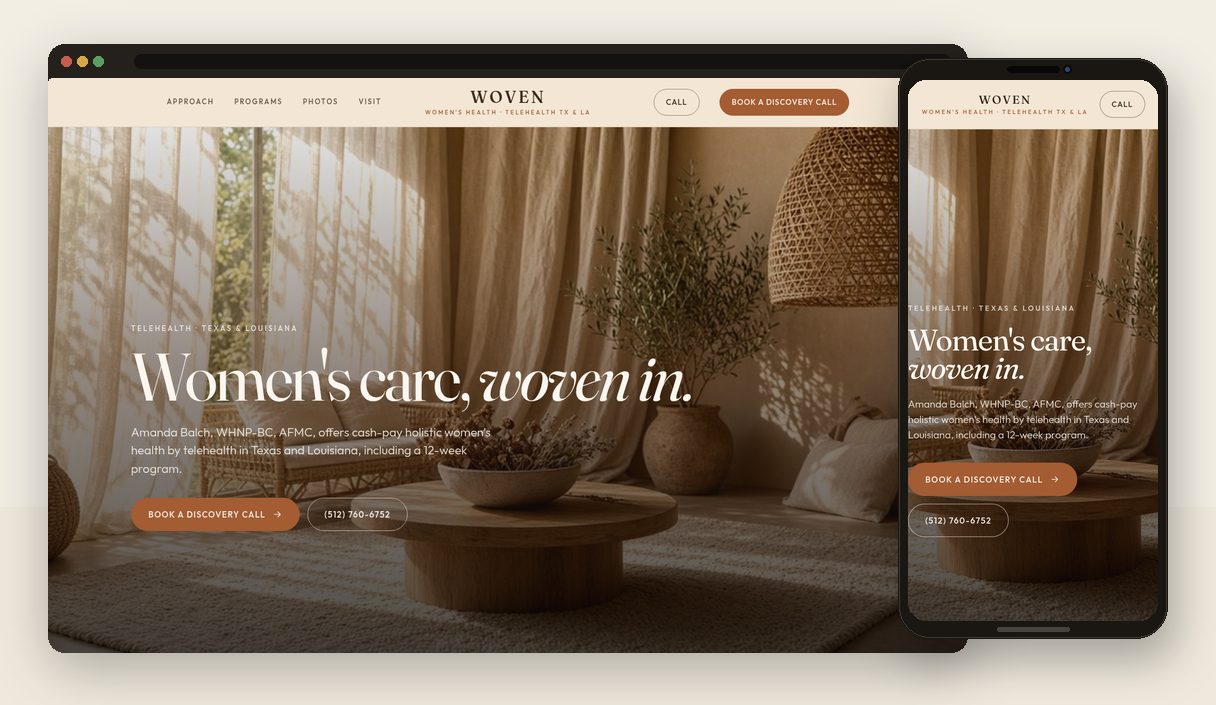 APPROACH PROGRAMS PHOTOS VISIT
WOVEN
WOMEN'S HEALTH · TELEHEALTH TX & LA
CALL
BOOK A DISCOVERY CALL
TELEHEALTH · TEXAS & LOUISIANA
Women's care, woven in.
Amanda Balch, WHNP-BC, AFMC, offers cash-pay holistic women's
health by telehealth in Texas and Louisiana, including a 12-week
program.
BOOK A DISCOVERY CALL →
(512) 760-6752
WOVEN
WOMEN'S HEALTH · TELEHEALTH TX & LA
CALL
TELEHEALTH · TEXAS & LOUISIANA
Women's care,
woven in.
Amanda Balch, WHNP-BC, AFMC, offers cash-pay
holistic women's health by telehealth in Texas and
Louisiana, including a 12-week program.
BOOK A DISCOVERY CALL →
(512) 760-6752